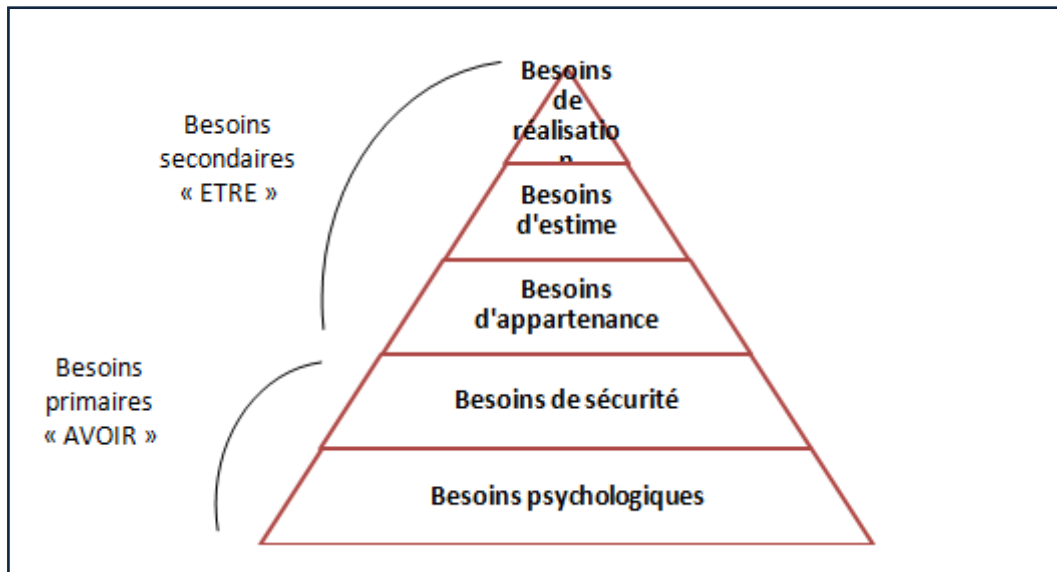 Besoins
de
réalisatio
n
Besoins
secondaires
« ETRE »
Besoins
d'estime
Besoins
d'appartenance
Besoins
primaires
« AVOIR »
Besoins de sécurité
Besoins psychologiques